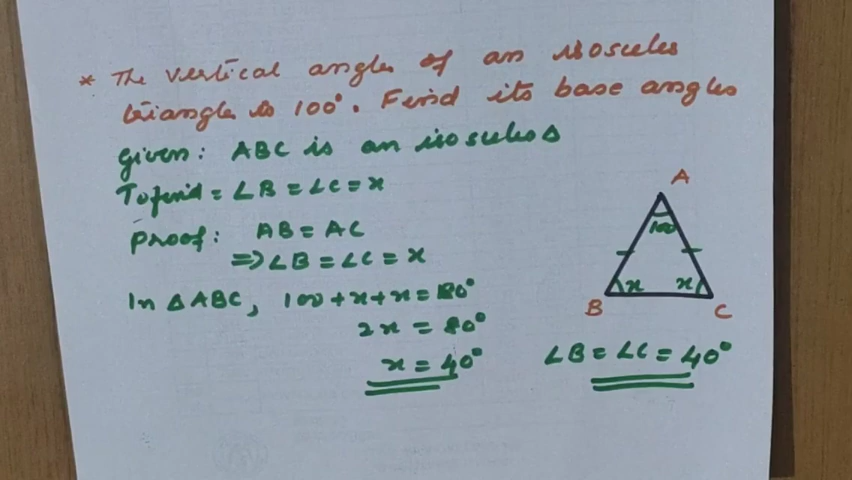 * The vertical angles of an isosceles
triangle is 100°. Find its base angles
Given: ABC is an isosceles Δ
To find = ∠B = ∠C = x
Proof: AB = AC
⇒ ∠B = ∠C = x
In ΔABC, 100 + x + x = 180°
2x = 80°
x = 40°
A
100
x x
B C
∠B = ∠C = 40°